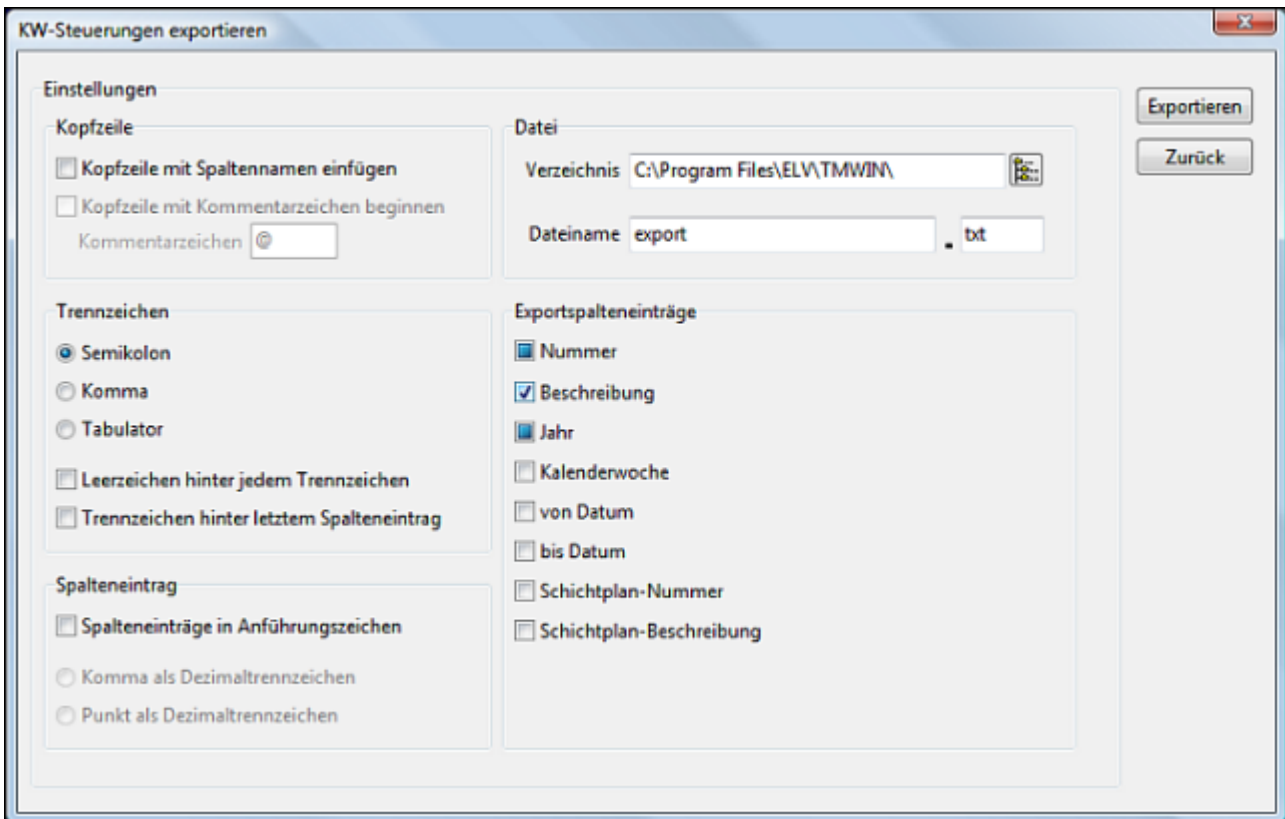 KW-Steuerungen exportieren
Einstellungen
Kopfzeile
Kopfzeile mit Spaltennamen einfügen
Kopfzeile mit Kommentarzeichen beginnen
Kommentarzeichen @
Datei
Verzeichnis C:\Program Files\ELV\TMWIN\
Dateiname export . txt
Exportieren
Zurück
Trennzeichen
Semikolon
Komma
Tabulator
Leerzeichen hinter jedem Trennzeichen
Trennzeichen hinter letztem Spalteneintrag
Spalteneintrag
Spalteneinträge in Anführungszeichen
Komma als Dezimaltrennzeichen
Punkt als Dezimaltrennzeichen
Exportspalteneinträge
Nummer
Beschreibung
Jahr
Kalenderwoche
von Datum
bis Datum
Schichtplan-Nummer
Schichtplan-Beschreibung